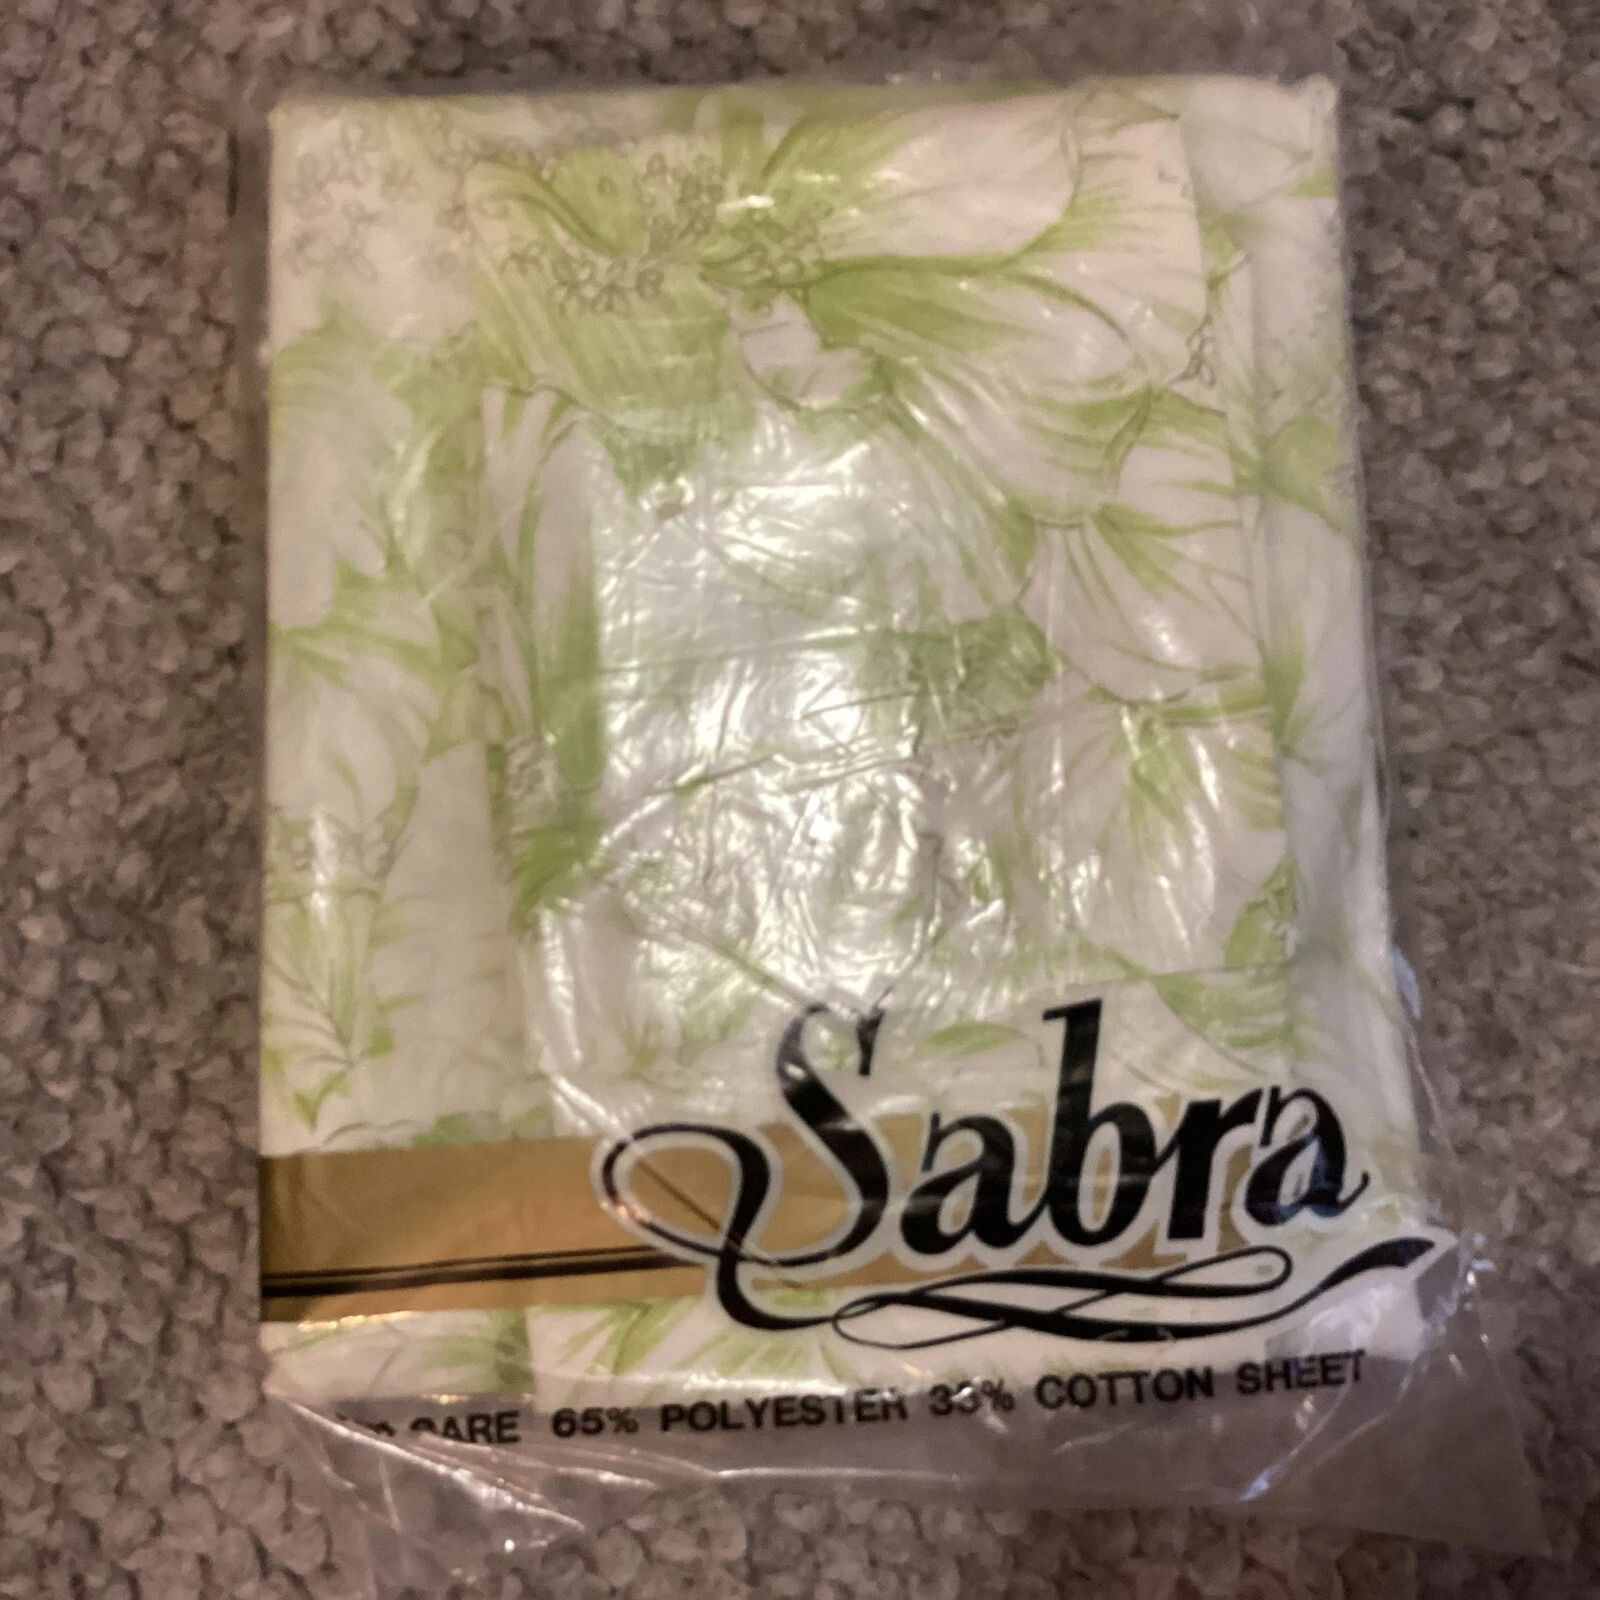 Sabra
CARE 65% POLYESTER 35% COTTON SHEET